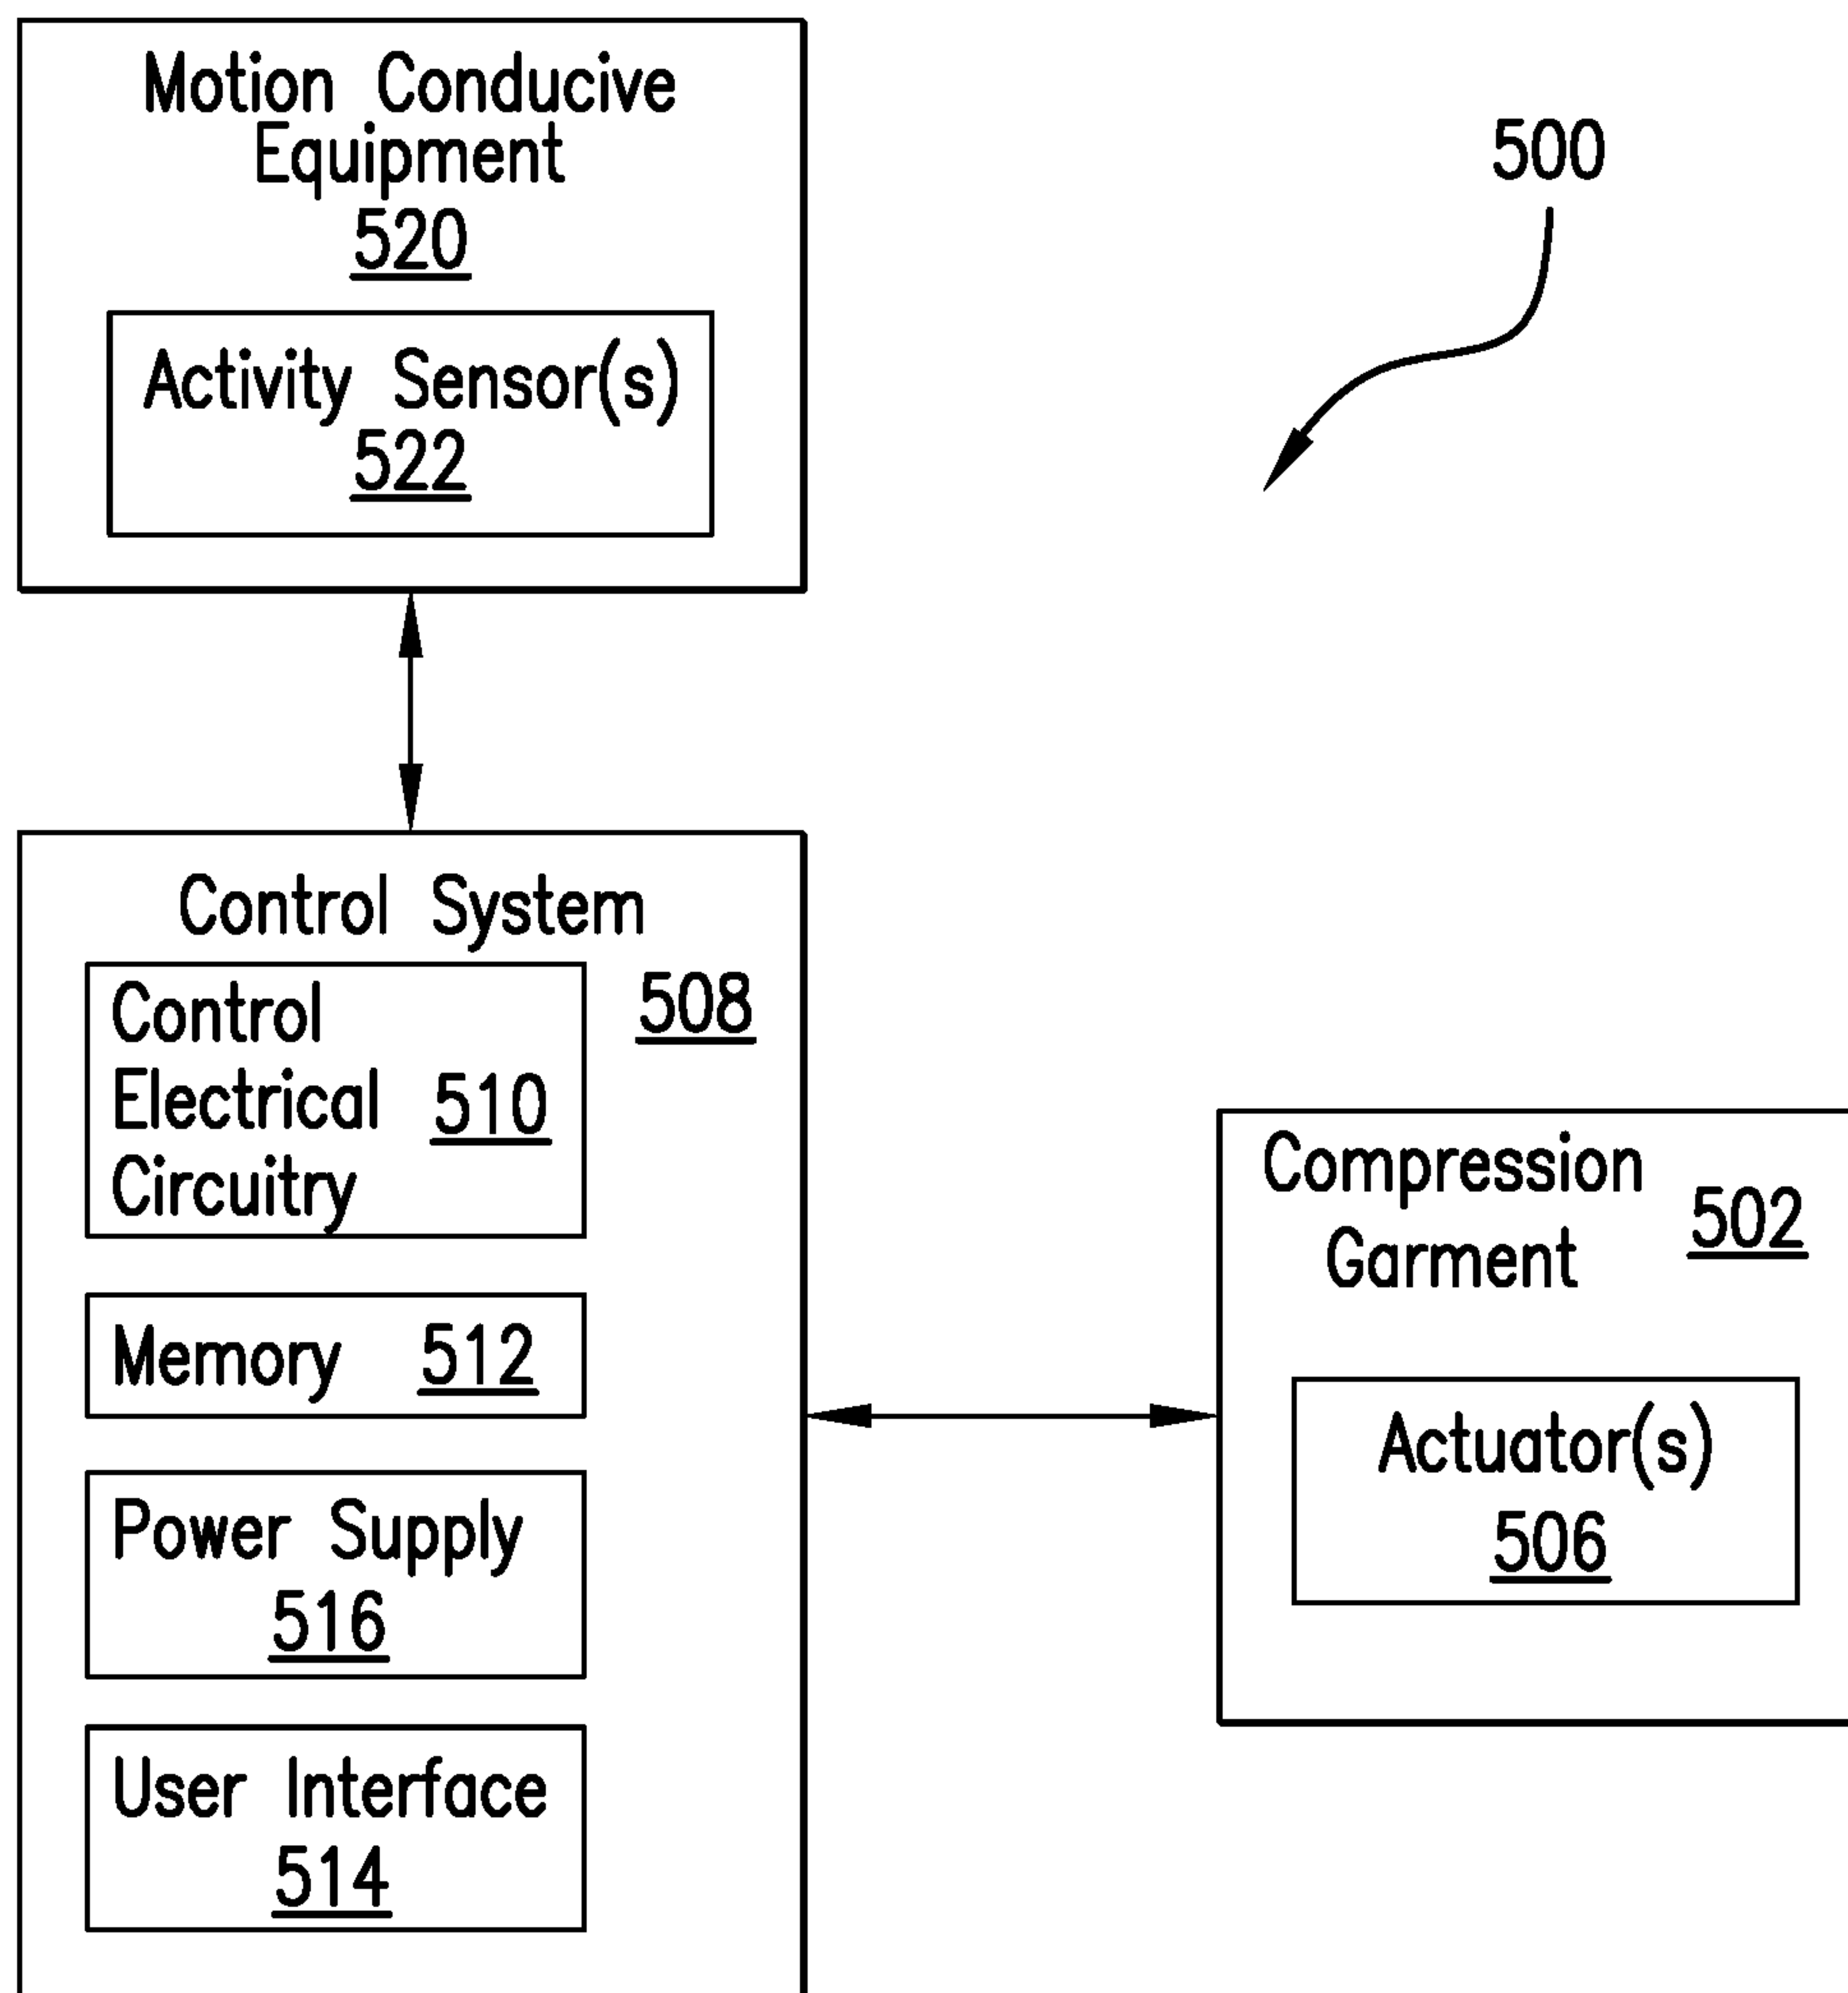 Motion Conducive
Equipment
520
Activity Sensor(s)
522
500
Control System
508
Control
Electrical 510
Circuitry
Memory 512
Power Supply
516
User Interface
514
Compression
Garment
502
Actuator(s)
506